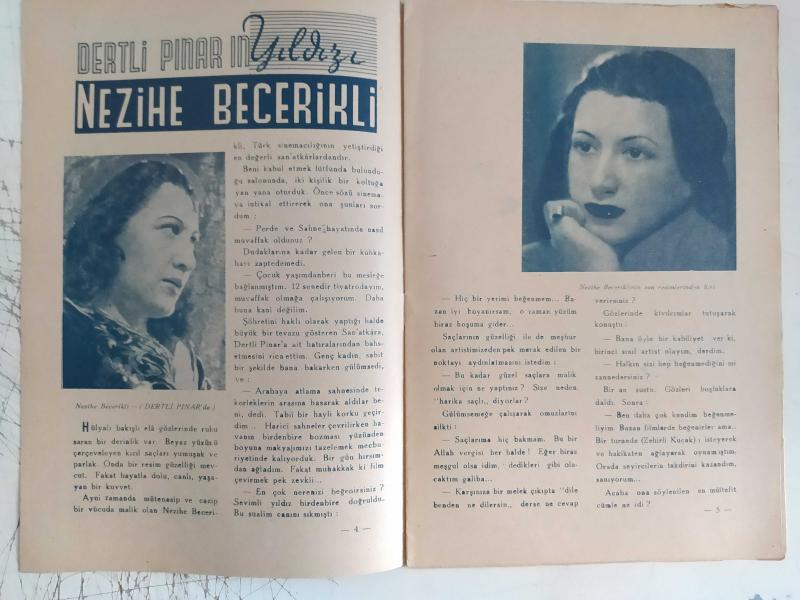 DERTLİ PINAR IN Yıldızı
NEZİHE BECERİKLİ
Nezihe Becerikli — ( DERTLİ PINAR'da )
Hülyalı bakışlı elâ gözlerinde ruhu
saran bir derinlik var. Beyaz yüzünü
çerçeveleyen kızıl saçları yumuşak ve
parlak. Onda bir resim güzelliği mev-
cut. Fakat hayatla dolu, canlı, yaşa-
yan bir kuvvet.
Ayni zamanda mütenasip ve cazip
bir vücuda malik olan Nezihe Beceri-
kli, Türk sinemacılığının yetiştirdiği
en değerli san'atkârlardandır.
Beni kabul etmek lûtfunda bulundu-
ğu salonunda, iki kişilik bir koltuğa
yan yana oturduk. Önce sözü sinema-
ya intikal ettirerek ona şunları sor-
dum :
— Perde ve Sahne hayatında nasıl
muvaffak oldunuz ?
Dudaklarına kadar gelen bir kahka-
hayı zaptedemedi.
— Çocuk yaşımdanberi bu mesleğe
bağlanmıştım. 12 senedir tiyatrodayım,
muvaffak olmağa çalışıyorum. Daha
buna kani değilim.
Şöhretini haklı olarak yaptığı halde
büyük bir tevazu gösteren San'atkâra,
Dertli Pınar'a ait hatıralarından bahs-
etmesini rica ettim. Genç kadın, sabit
bir şekilde bana bakarken gülümsedi,
ve :
— Arabaya atlama sahnesinde te-
kerleklerin arasına basarak aldılar be-
ni, dedi. Tabiî bir hayli korku geçir-
dim... Haricî sahneler çevrilirken ha-
vanın birdenbire bozması yüzünden
boyuna makyajımızı tazelemek mecbu-
riyetinde kalıyorduk. Bir gün hırsım-
dan ağladım. Fakat muhakkak ki film
çevirmek pek zevkli...
— En çok nerenizi beğenirsiniz ?
Sevimli yıldız birdenbire doğruldu.
Bu sualim canını sıkmıştı :
— 4 —
Nezihe Beceriklinin son resimlerinden biri
— Hiç bir yerimi beğenmem... Ba-
zan iyi boyanırsam, o zaman yüzüm
biraz hoşuma gider...
Saçlarının güzelliği ile de meşhur
olan artistimizeden pek merak edilen bir
noktayı aydınlatmasını istedim :
— Bu kadar güzel saçlara malik
olmak için ne yaptınız ? Size neden
"harika saçlı,, diyorlar ?
Gülümsemeğe çalışarak omuzlarını
silkti :
— Saçlarıma hiç bakmam. Bu bir
Allah vergisi her halde ! Eğer biraz
meşgul olsa idim, dedikleri gibi ola-
caktım galiba...
— Karşınıza bir melek çıkıpta "dile
benden ne dilersin,, derse ne cevap
verirsiniz ?
Gözlerinde kıvılcımlar tutuşarak
konuştu :
— Bana öyle bir kabiliyet ver ki,
birinci sınıf artist olayım, derdim.
— Halkın sizi hep beğenmediğini mi
zannedersiniz ?
Bir an sustu. Gözleri boşluklara
daldı. Sonra :
— Ben daha çok kendim beğenme-
liyim. Bazan filmlerde beğenirler ama..
Bir turnede (Zehirli Kucak) ı isteyerek
ve hakikaten ağlayarak oynamıştım.
Orada seyircilerin takdirini kazandım,
sanıyorum...
Acaba ona söylenilen en mültefit
cümle ne idi ?
— 5 —